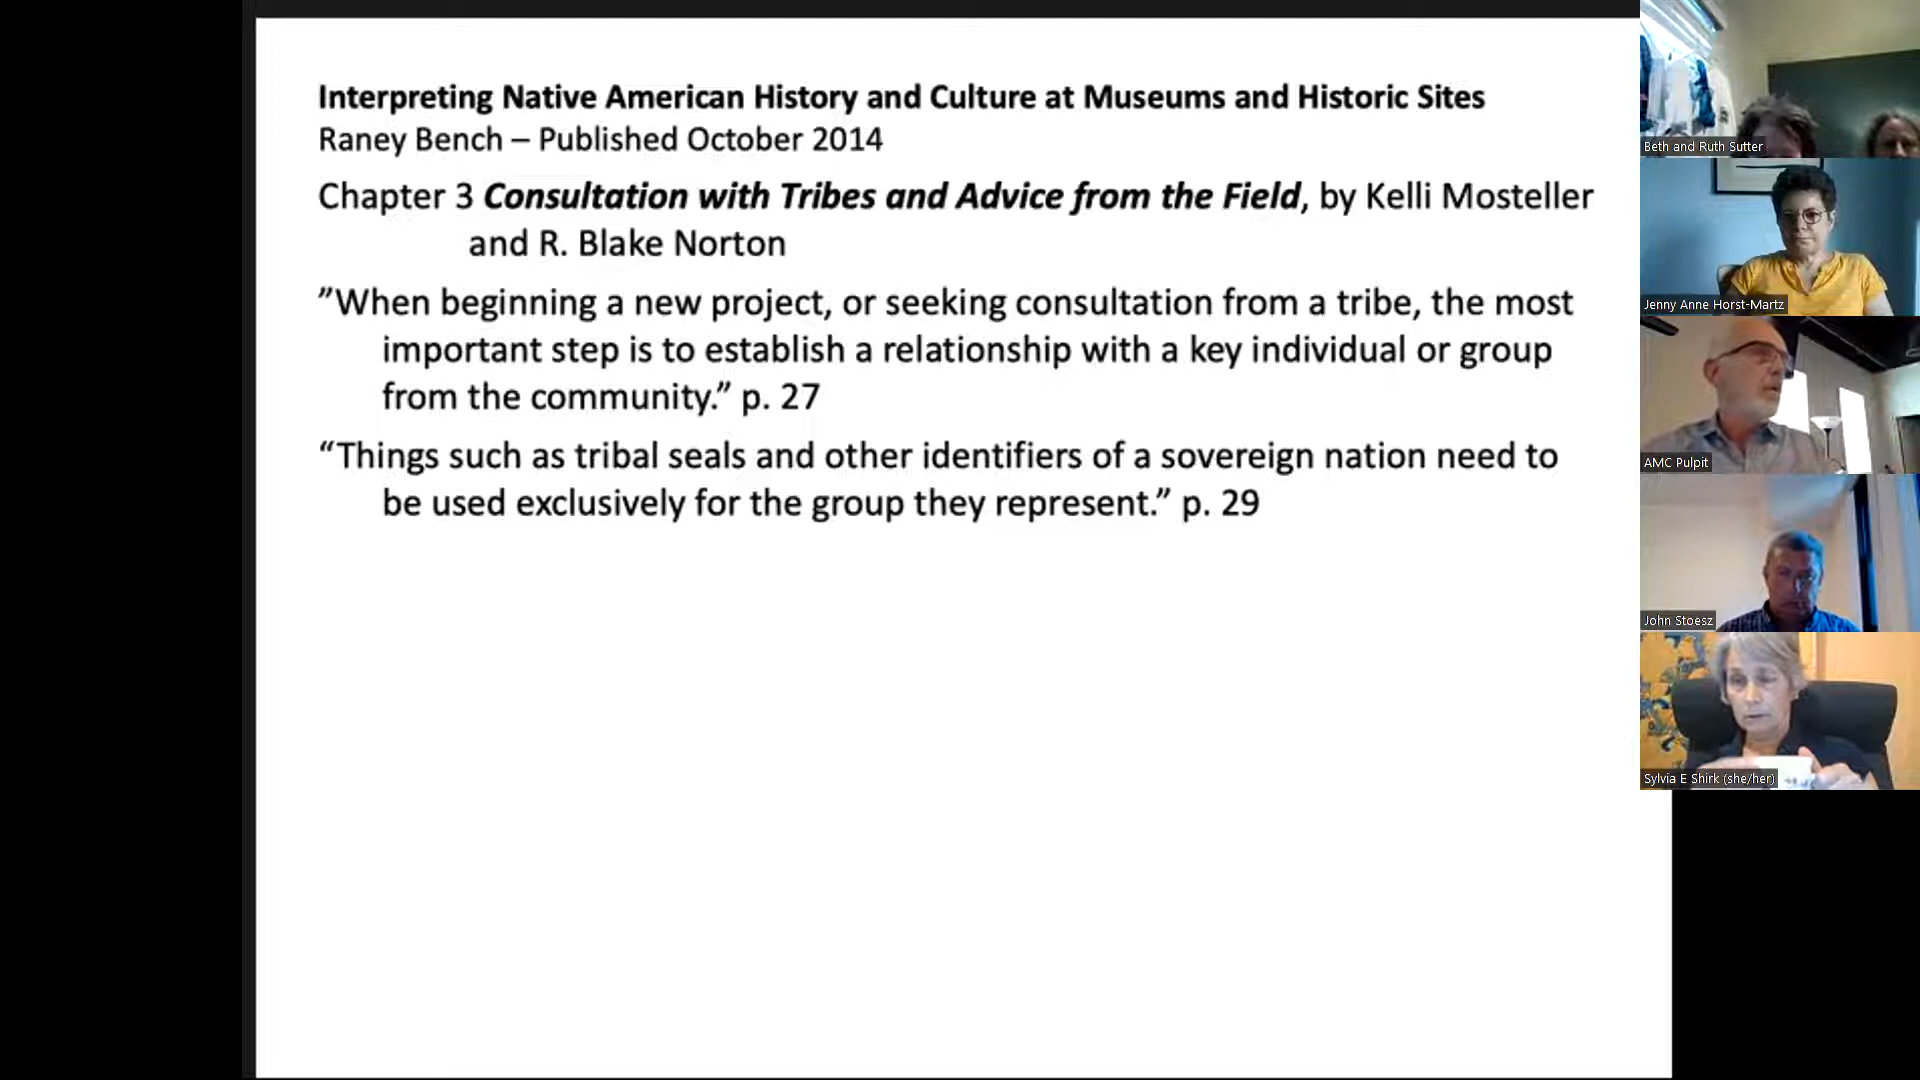 Interpreting Native American History and Culture at Museums and Historic Sites
Raney Bench – Published October 2014
Chapter 3 Consultation with Tribes and Advice from the Field, by Kelli Mosteller
and R. Blake Norton
”When beginning a new project, or seeking consultation from a tribe, the most
important step is to establish a relationship with a key individual or group
from the community.” p. 27
“Things such as tribal seals and other identifiers of a sovereign nation need to
be used exclusively for the group they represent.” p. 29
Beth and Ruth Sutter
Jenny Anne Horst-Martz
AMC Pulpit
John Stoesz
Sylvia E Shirk (she/her)